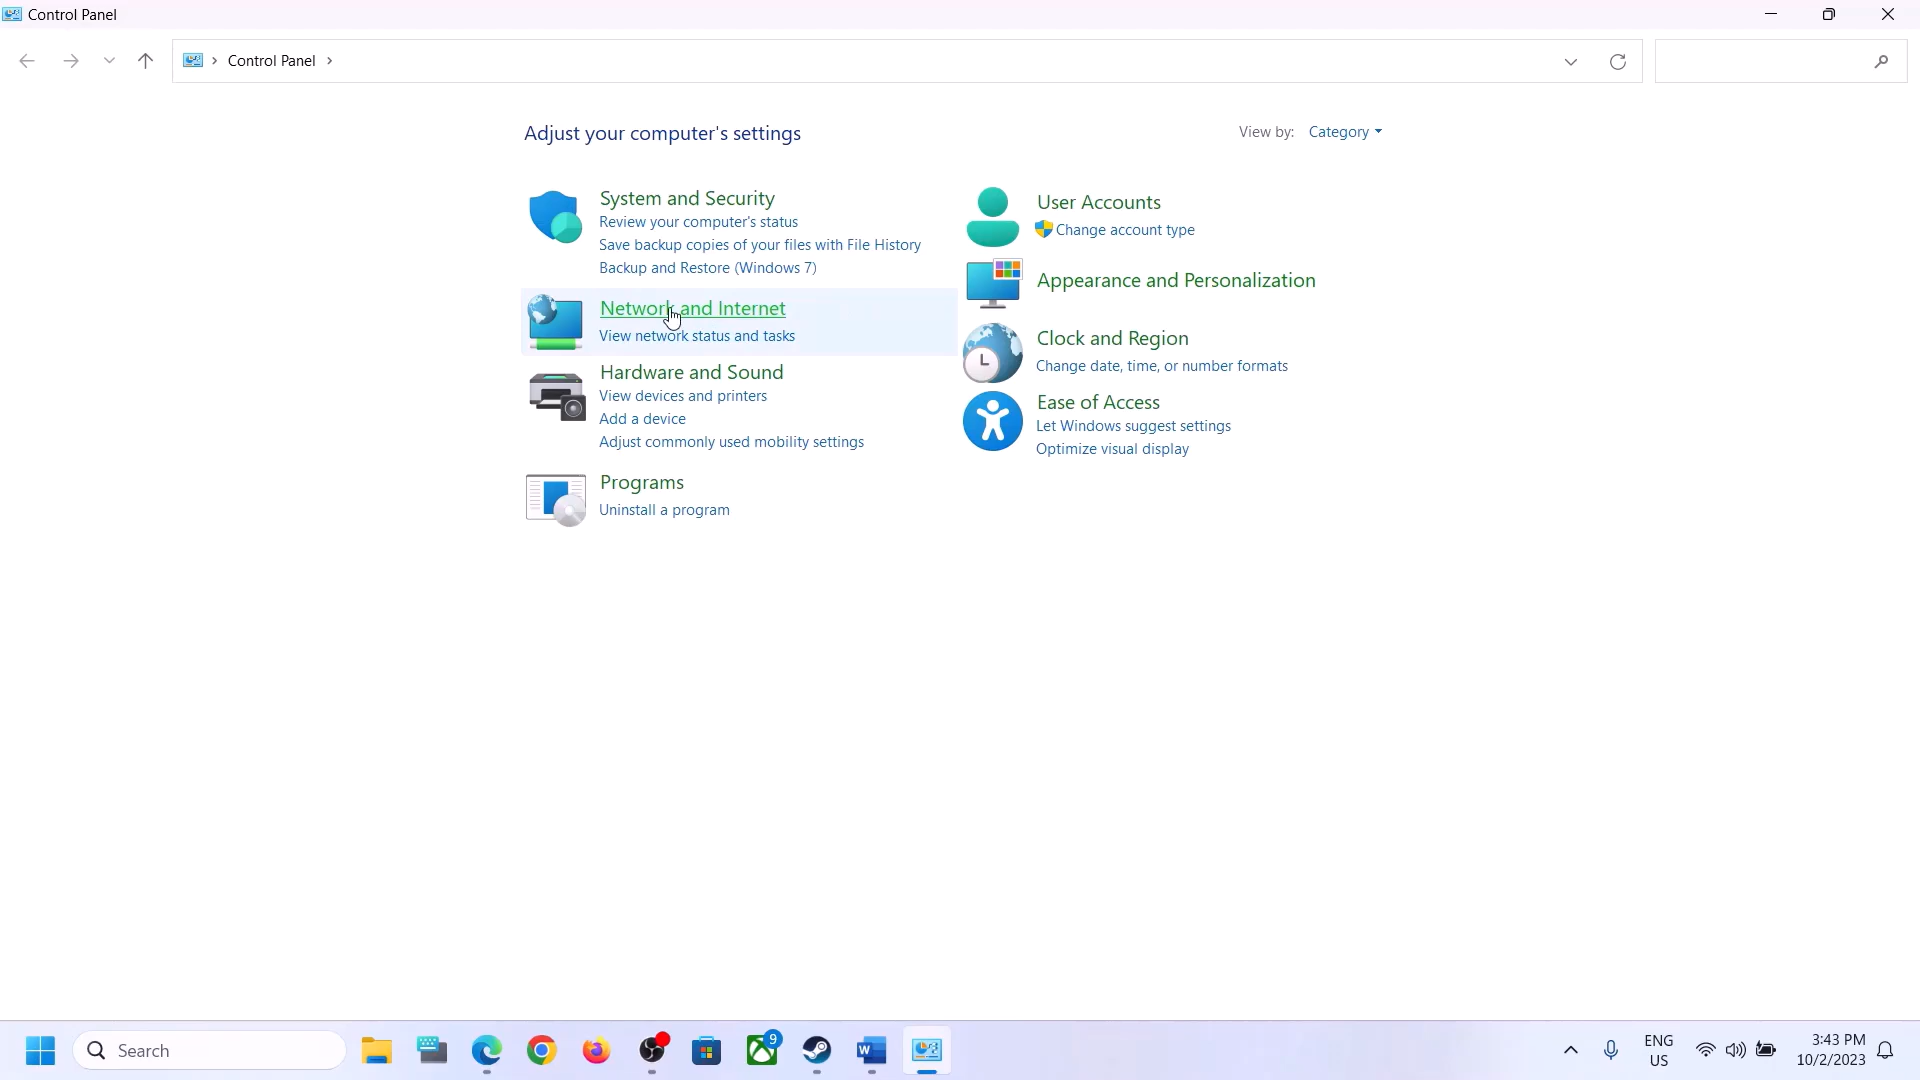 Control Panel
Control Panel
Adjust your computer's settings
View by: Category
System and Security
Review your computer's status
Save backup copies of your files with File History
Backup and Restore (Windows 7)
Network and Internet
View network status and tasks
Hardware and Sound
View devices and printers
Add a device
Adjust commonly used mobility settings
Programs
Uninstall a program
User Accounts
Change account type
Appearance and Personalization
Clock and Region
Change date, time, or number formats
Ease of Access
Let Windows suggest settings
Optimize visual display
Search
9
W
ENG
US
3:43 PM
10/2/2023